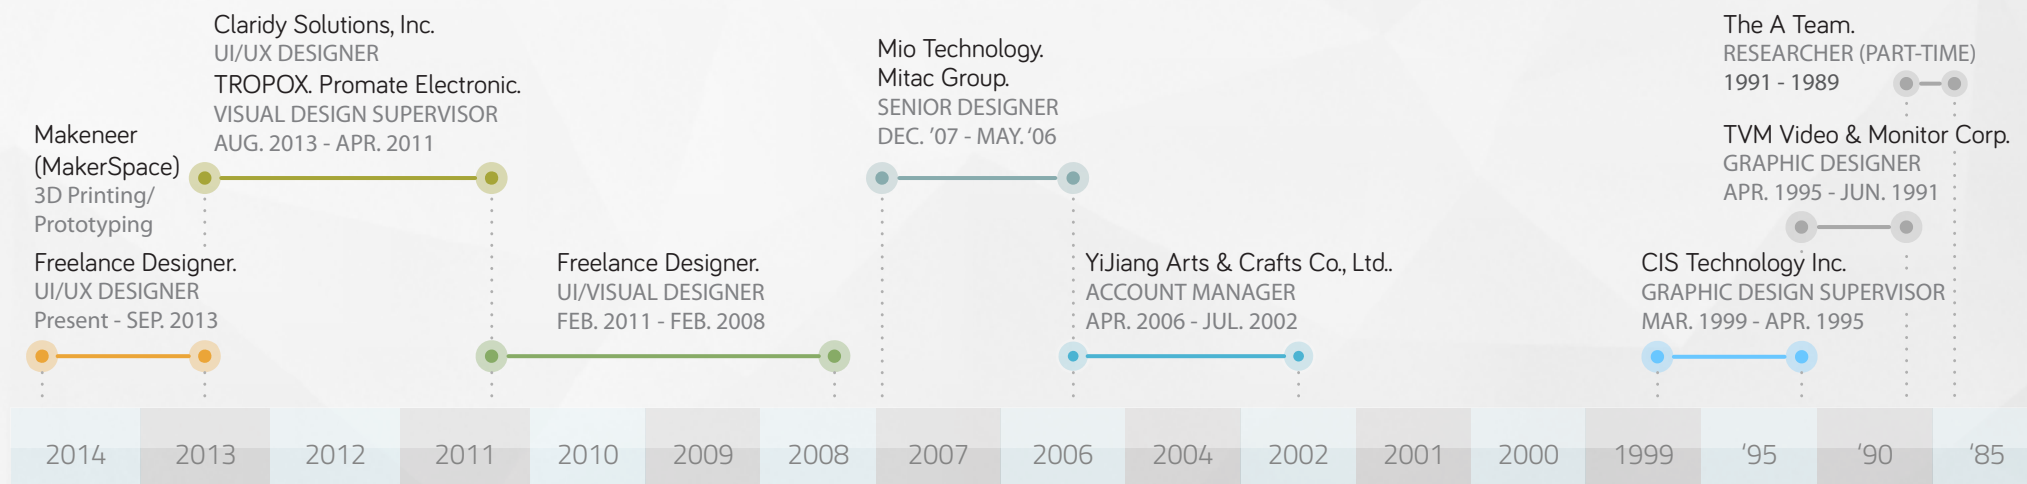 Claridy Solutions, Inc.
UI/UX DESIGNER
TROPOX. Promate Electronic.
VISUAL DESIGN SUPERVISOR
AUG. 2013 - APR. 2011
Makeneer
(MakerSpace)
3D Printing/
Prototyping
Freelance Designer.
UI/UX DESIGNER
Present - SEP. 2013
Freelance Designer.
UI/VISUAL DESIGNER
FEB. 2011 - FEB. 2008
Mio Technology.
Mitac Group.
SENIOR DESIGNER
DEC. '07 - MAY. '06
YiJiang Arts & Crafts Co., Ltd..
ACCOUNT MANAGER
APR. 2006 - JUL. 2002
The A Team.
RESEARCHER (PART-TIME)
1991 - 1989
TVM Video & Monitor Corp.
GRAPHIC DESIGNER
APR. 1995 - JUN. 1991
CIS Technology Inc.
GRAPHIC DESIGN SUPERVISOR
MAR. 1999 - APR. 1995
2014 2013 2012 2011 2010 2009 2008 2007 2006 2004 2002 2001 2000 1999 '95 '90 '85